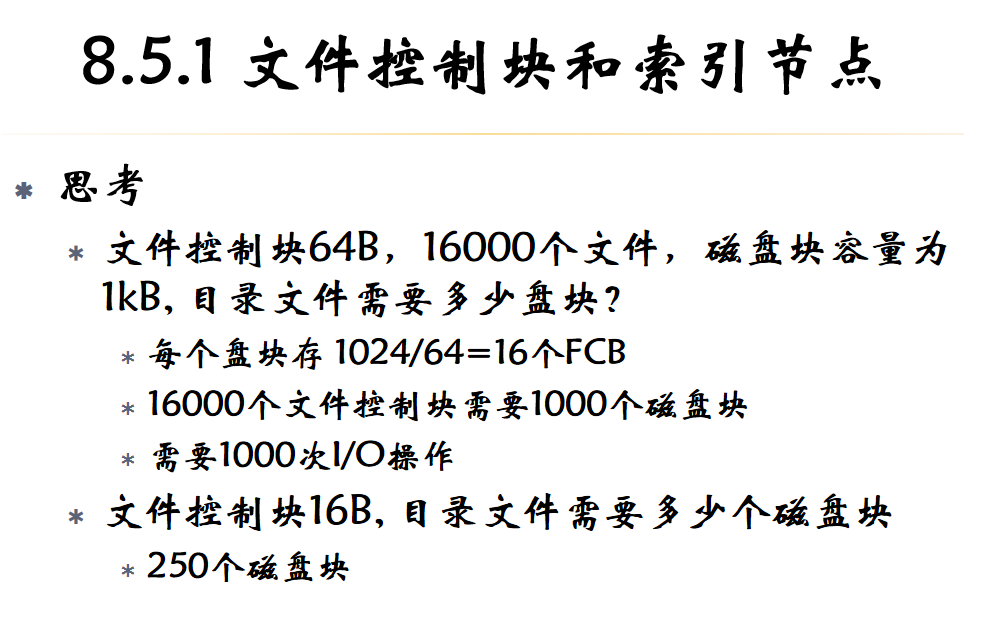 8.5.1 文件控制块和索引节点
* 思考
* 文件控制块64B，16000个文件，磁盘块容量为
1kB, 目录文件需要多少盘块？
* 每个盘块存 1024/64=16个FCB
* 16000个文件控制块需要1000个磁盘块
* 需要1000次I/O操作
* 文件控制块16B, 目录文件需要多少个磁盘块
* 250个磁盘块